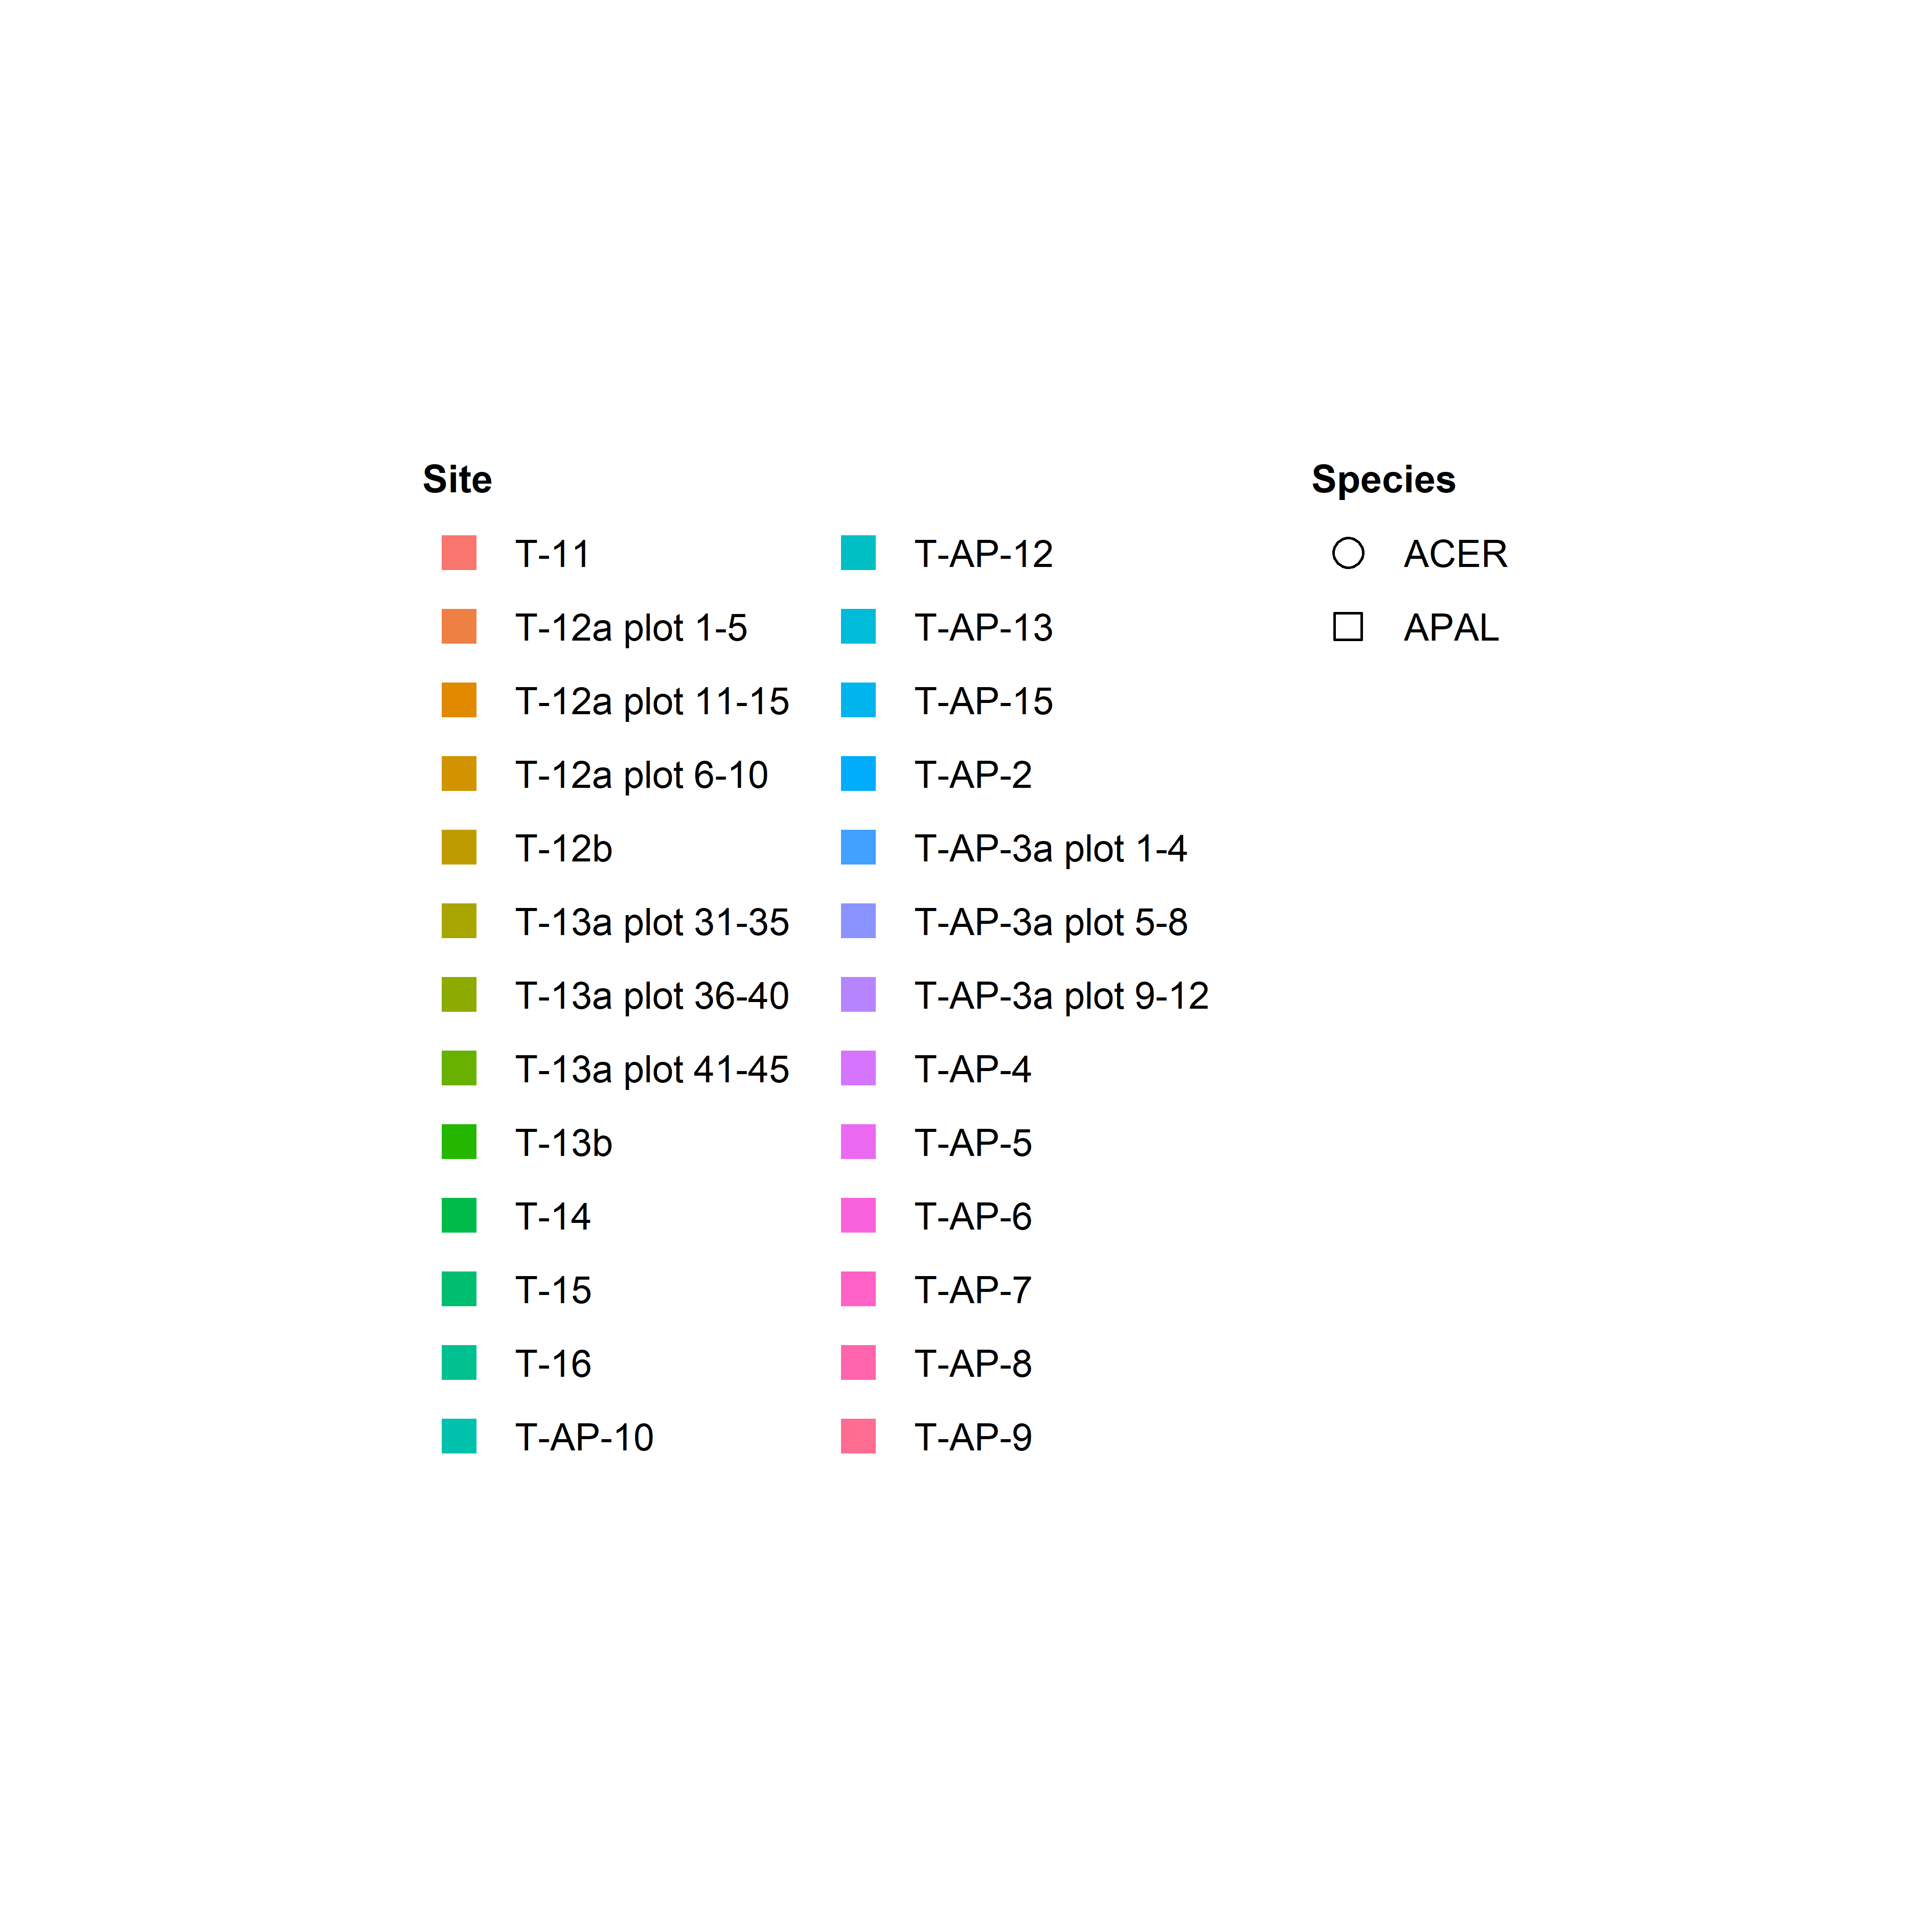 Site
T-11
T-12a plot 1-5
T-12a plot 11-15
T-12a plot 6-10
T-12b
T-13a plot 31-35
T-13a plot 36-40
T-13a plot 41-45
T-13b
T-14
T-15
T-16
T-AP-10
T-AP-12
T-AP-13
T-AP-15
T-AP-2
T-AP-3a plot 1-4
T-AP-3a plot 5-8
T-AP-3a plot 9-12
T-AP-4
T-AP-5
T-AP-6
T-AP-7
T-AP-8
T-AP-9
Species
ACER
APAL